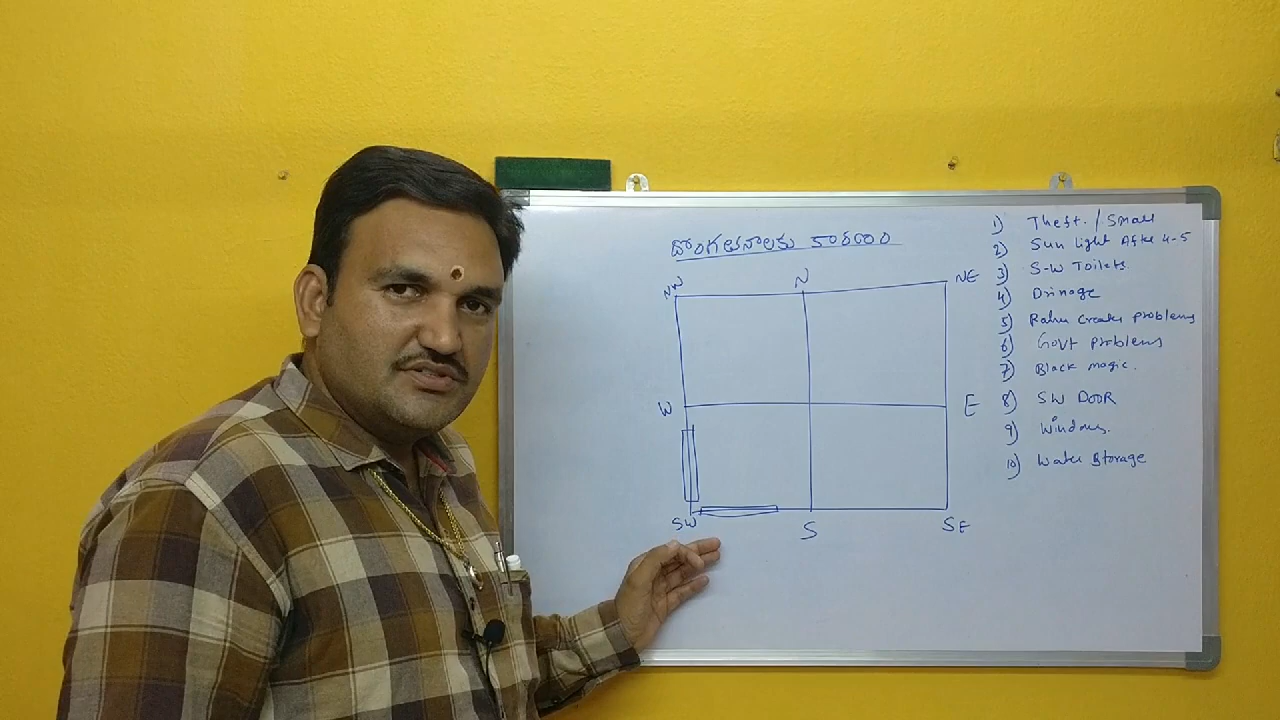 దొంగతనాలకు కారణం
NW N NE
W E
SW S SE
1) Theft. / Small
2) Sun light After 4-5
3) S-W Toilets
4) Drinage
5) Rahu Creates problems
6) Govt problems
7) Black magic.
8) SW DOOR
9) Windows.
10) Water Storage